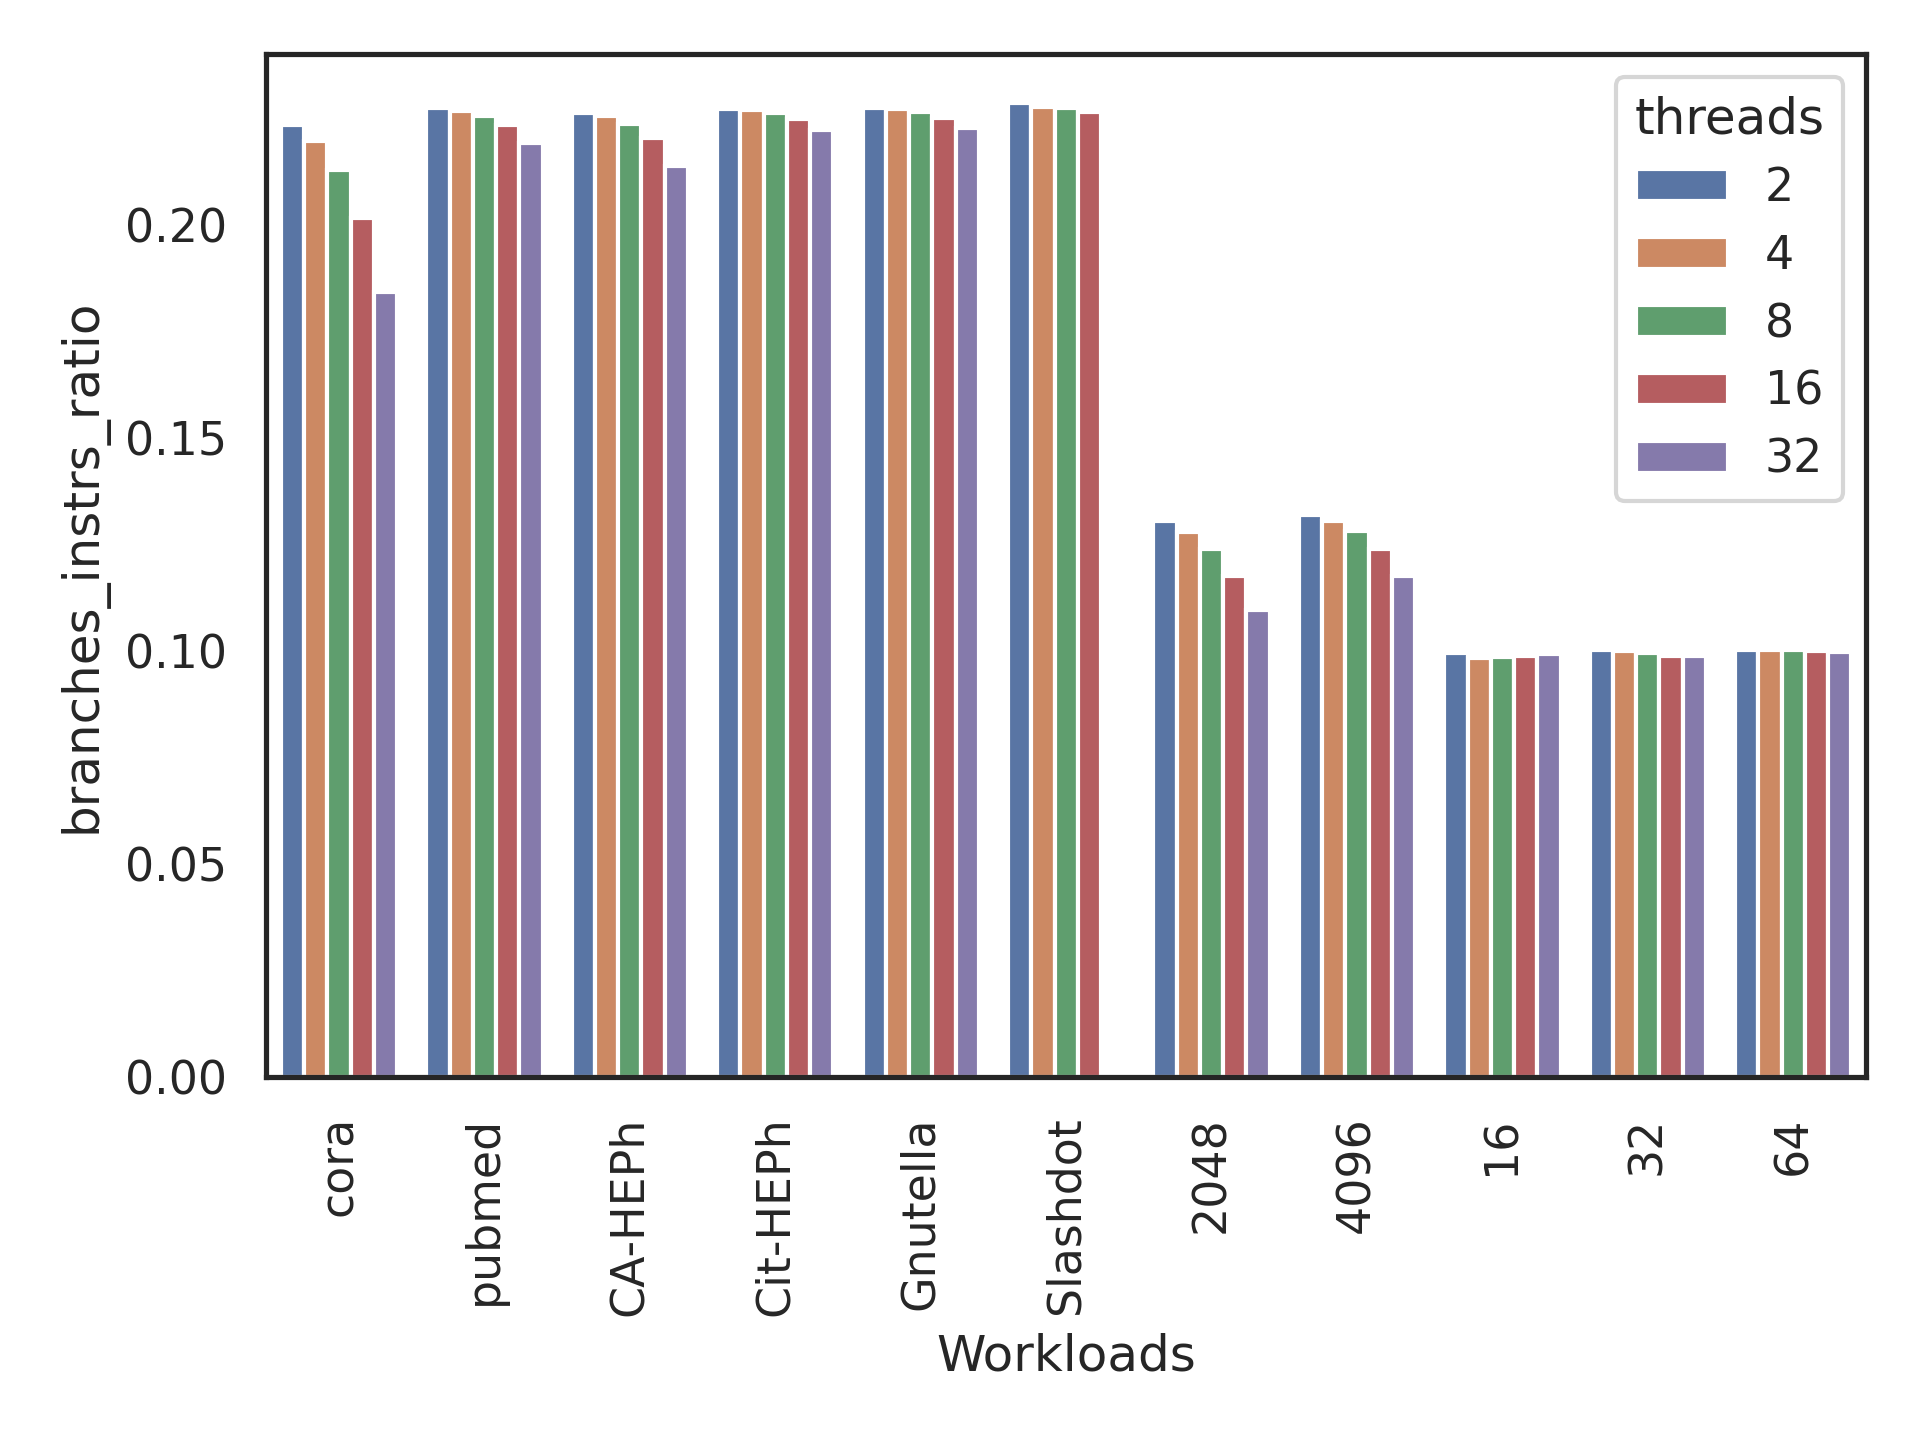 threads
2
4
8
16
32
branches_instrs_ratio
0.20
0.15
0.10
0.05
0.00
cora
pubmed
CA-HEPh
Cit-HEPh
Gnutella
Slashdot
2048
4096
16
32
64
Workloads